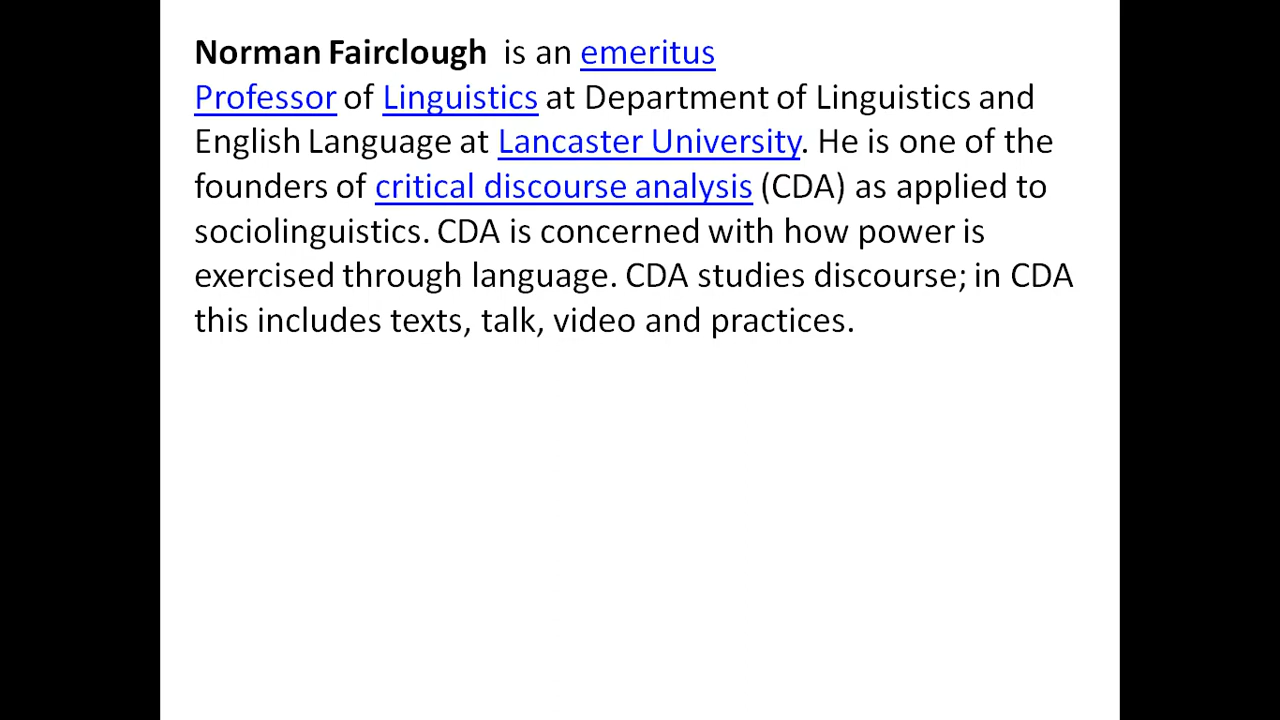 Norman Fairclough is an emeritus
Professor of Linguistics at Department of Linguistics and
English Language at Lancaster University. He is one of the
founders of critical discourse analysis (CDA) as applied to
sociolinguistics. CDA is concerned with how power is
exercised through language. CDA studies discourse; in CDA
this includes texts, talk, video and practices.